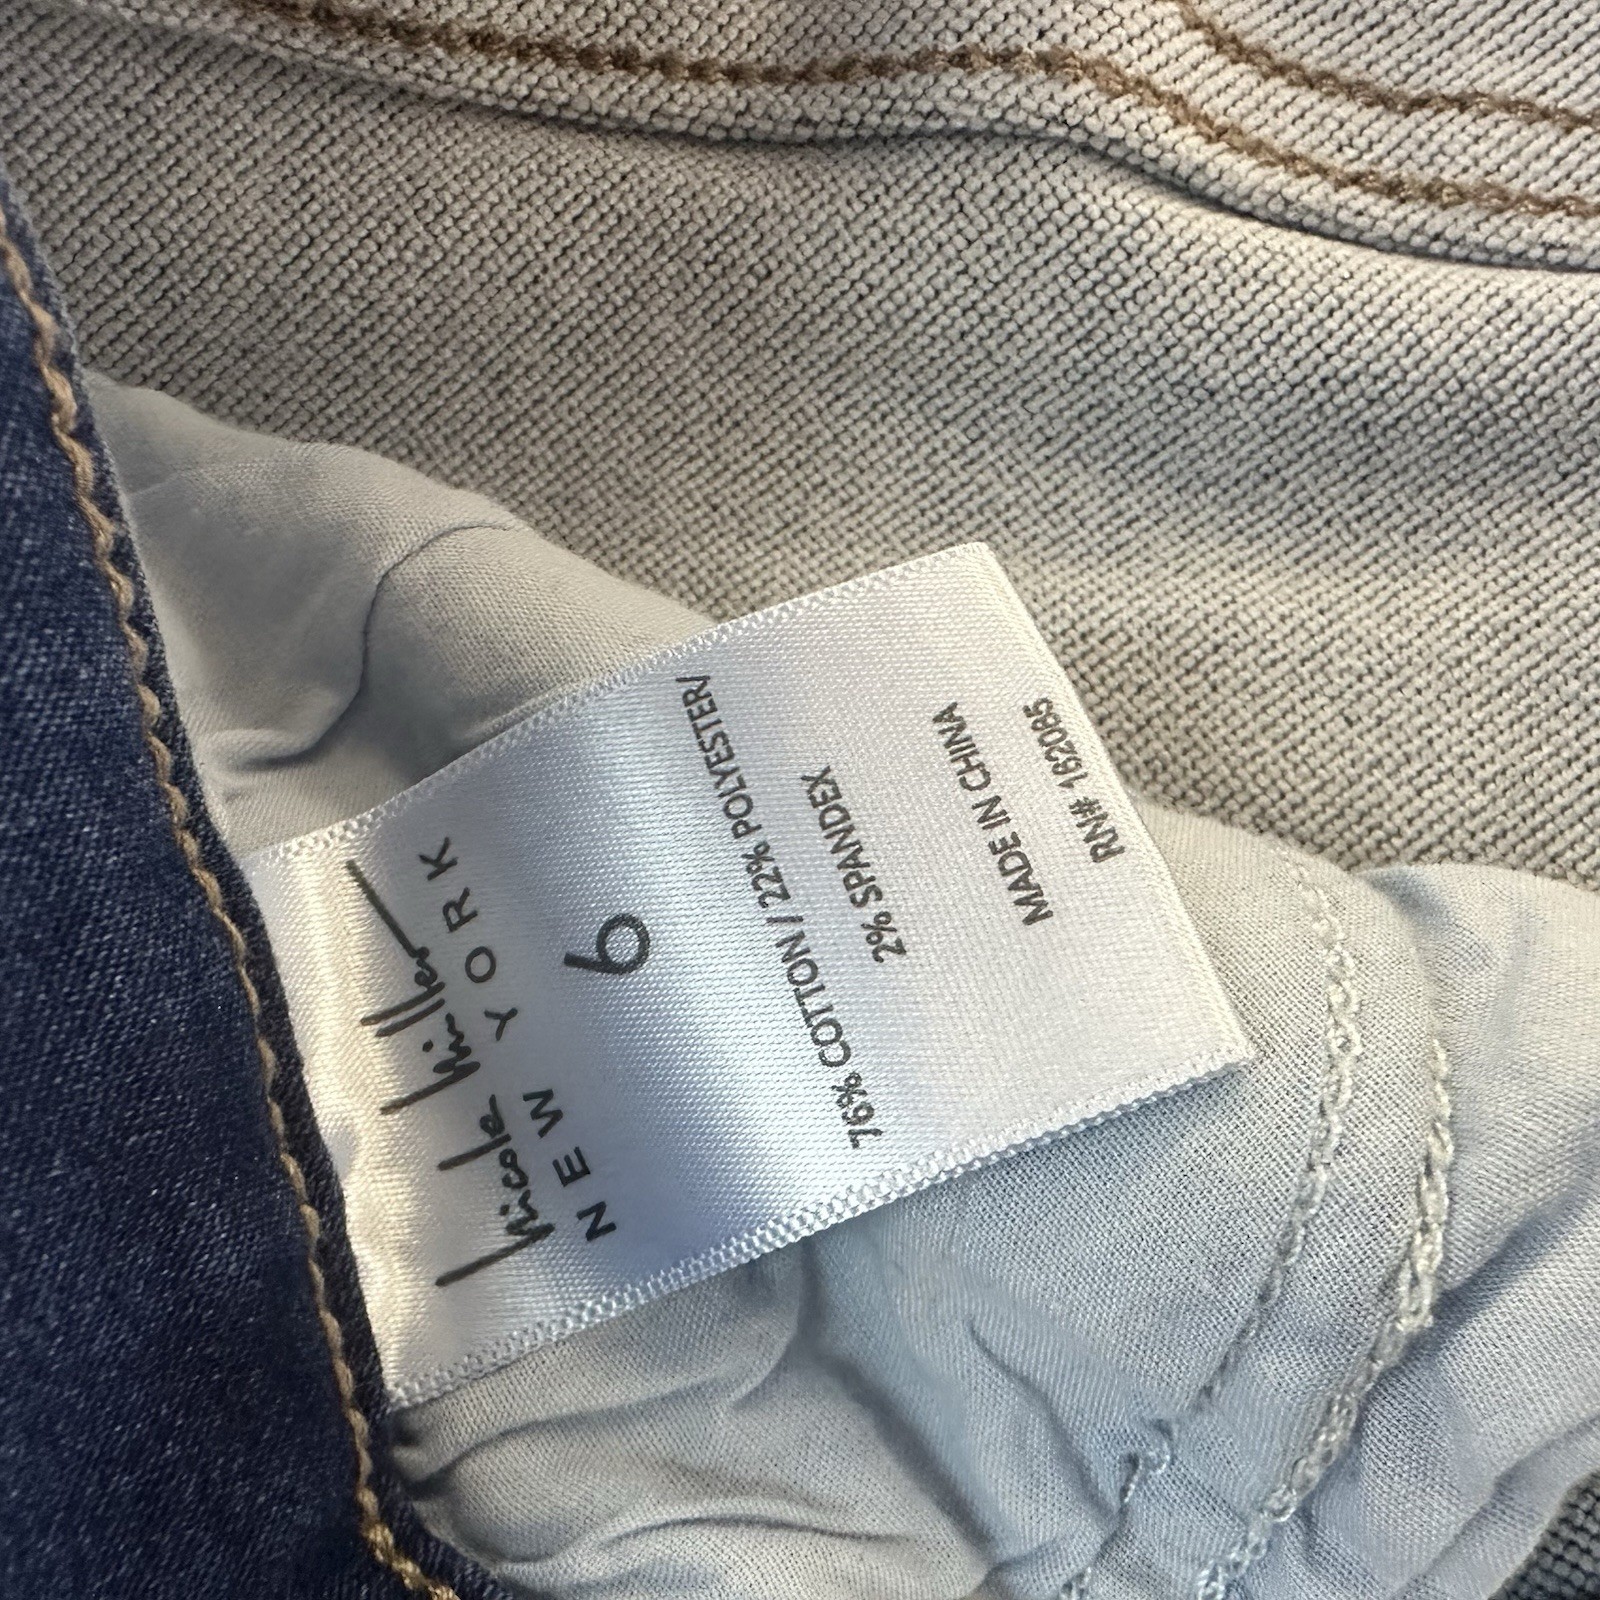 Nicole Miller
NEW YORK
6
76% COTTON / 22% POLYESTER/
2% SPANDEX
MADE IN CHINA
RN# 162085